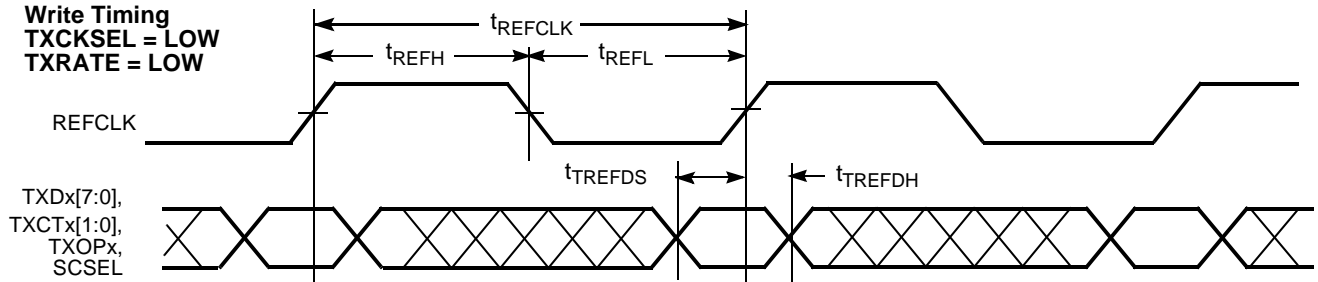 Write Timing
TXCKSEL = LOW
TXRATE = LOW
tREFCLK
tREFH
tREFL
REFCLK
tTREFDS
tTREFDH
TXDx[7:0],
TXCTx[1:0],
TXOPx,
SCSEL